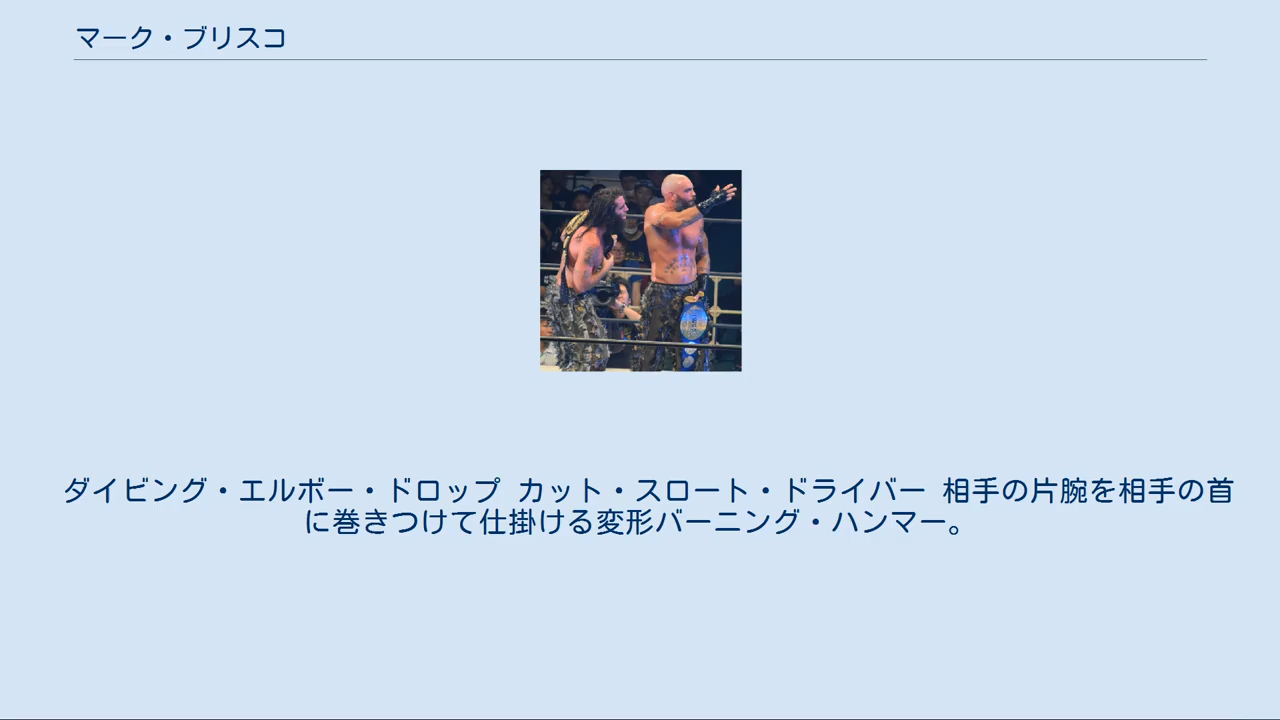 マーク・ブリスコ
ダイビング・エルボー・ドロップ カット・スロート・ドライバー 相手の片腕を相手の首
に巻きつけて仕掛ける変形バーニング・ハンマー。